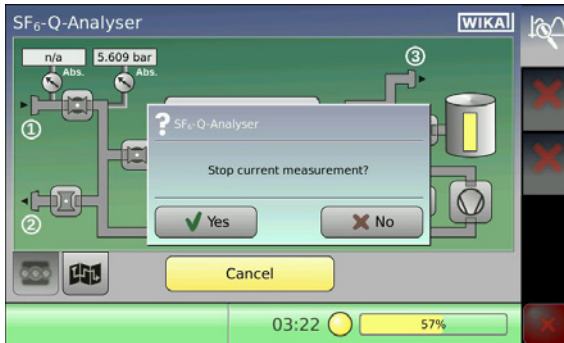 SF₆-Q-Analyser
WIKAI
n/a
5.609 bar
Abs.
Abs.
③
①
SF₆-Q-Analyser
Stop current measurement?
Yes
No
②
Cancel
03:22
57%